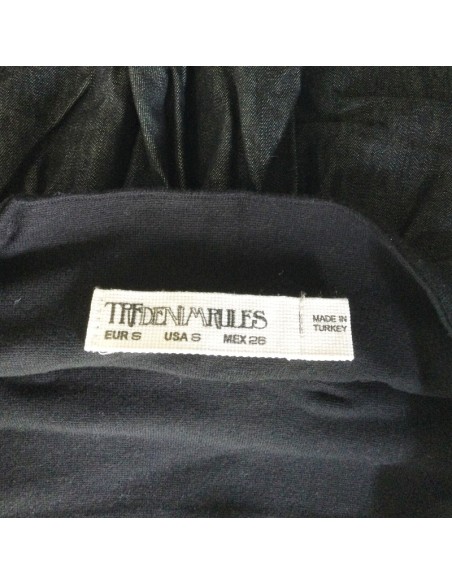 TRFDENIMRULES
EUR S USA S MEX 26
MADE IN
TURKEY